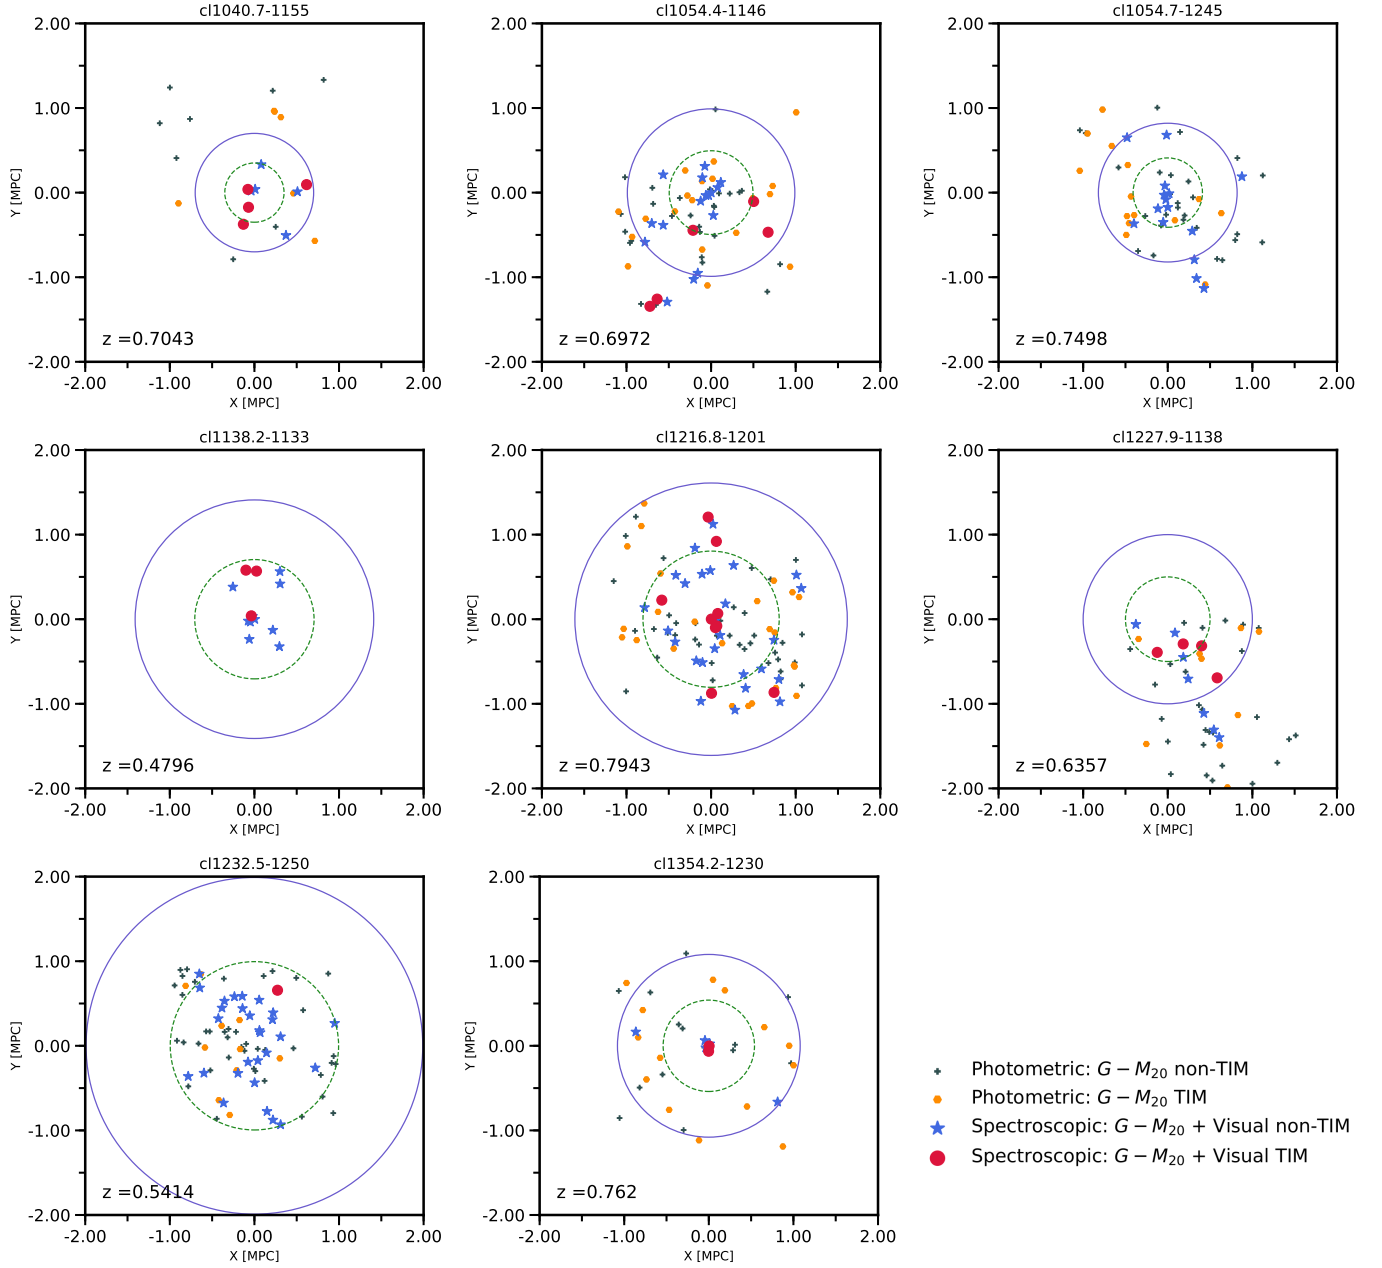 cl1040.7-1155
2.00
1.00
0.00
-1.00
-2.00
Y [MPC]
z =0.7043
-2.00 -1.00 0.00 1.00 2.00
X [MPC]
cl1054.4-1146
2.00
1.00
0.00
-1.00
-2.00
Y [MPC]
z =0.6972
-2.00 -1.00 0.00 1.00 2.00
X [MPC]
cl1054.7-1245
2.00
1.00
0.00
-1.00
-2.00
Y [MPC]
z =0.7498
-2.00 -1.00 0.00 1.00 2.00
X [MPC]
cl1138.2-1133
2.00
1.00
0.00
-1.00
-2.00
Y [MPC]
z =0.4796
-2.00 -1.00 0.00 1.00 2.00
X [MPC]
cl1216.8-1201
2.00
1.00
0.00
-1.00
-2.00
Y [MPC]
z =0.7943
-2.00 -1.00 0.00 1.00 2.00
X [MPC]
cl1227.9-1138
2.00
1.00
0.00
-1.00
-2.00
Y [MPC]
z =0.6357
-2.00 -1.00 0.00 1.00 2.00
X [MPC]
cl1232.5-1250
2.00
1.00
0.00
-1.00
-2.00
Y [MPC]
z =0.5414
-2.00 -1.00 0.00 1.00 2.00
X [MPC]
cl1354.2-1230
2.00
1.00
0.00
-1.00
-2.00
Y [MPC]
z =0.762
-2.00 -1.00 0.00 1.00 2.00
X [MPC]
Photometric: G − M₂₀ non-TIM
Photometric: G − M₂₀ TIM
Spectroscopic: G − M₂₀ + Visual non-TIM
Spectroscopic: G − M₂₀ + Visual TIM